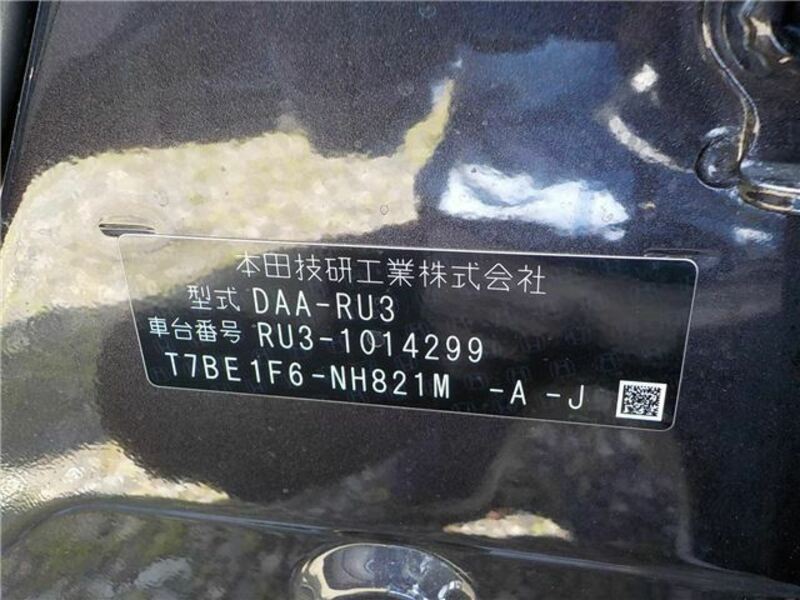 本田技研工業株式会社
型式 DAA-RU3
車台番号 RU3-1014299
T7BE1F6-NH821M -A -J